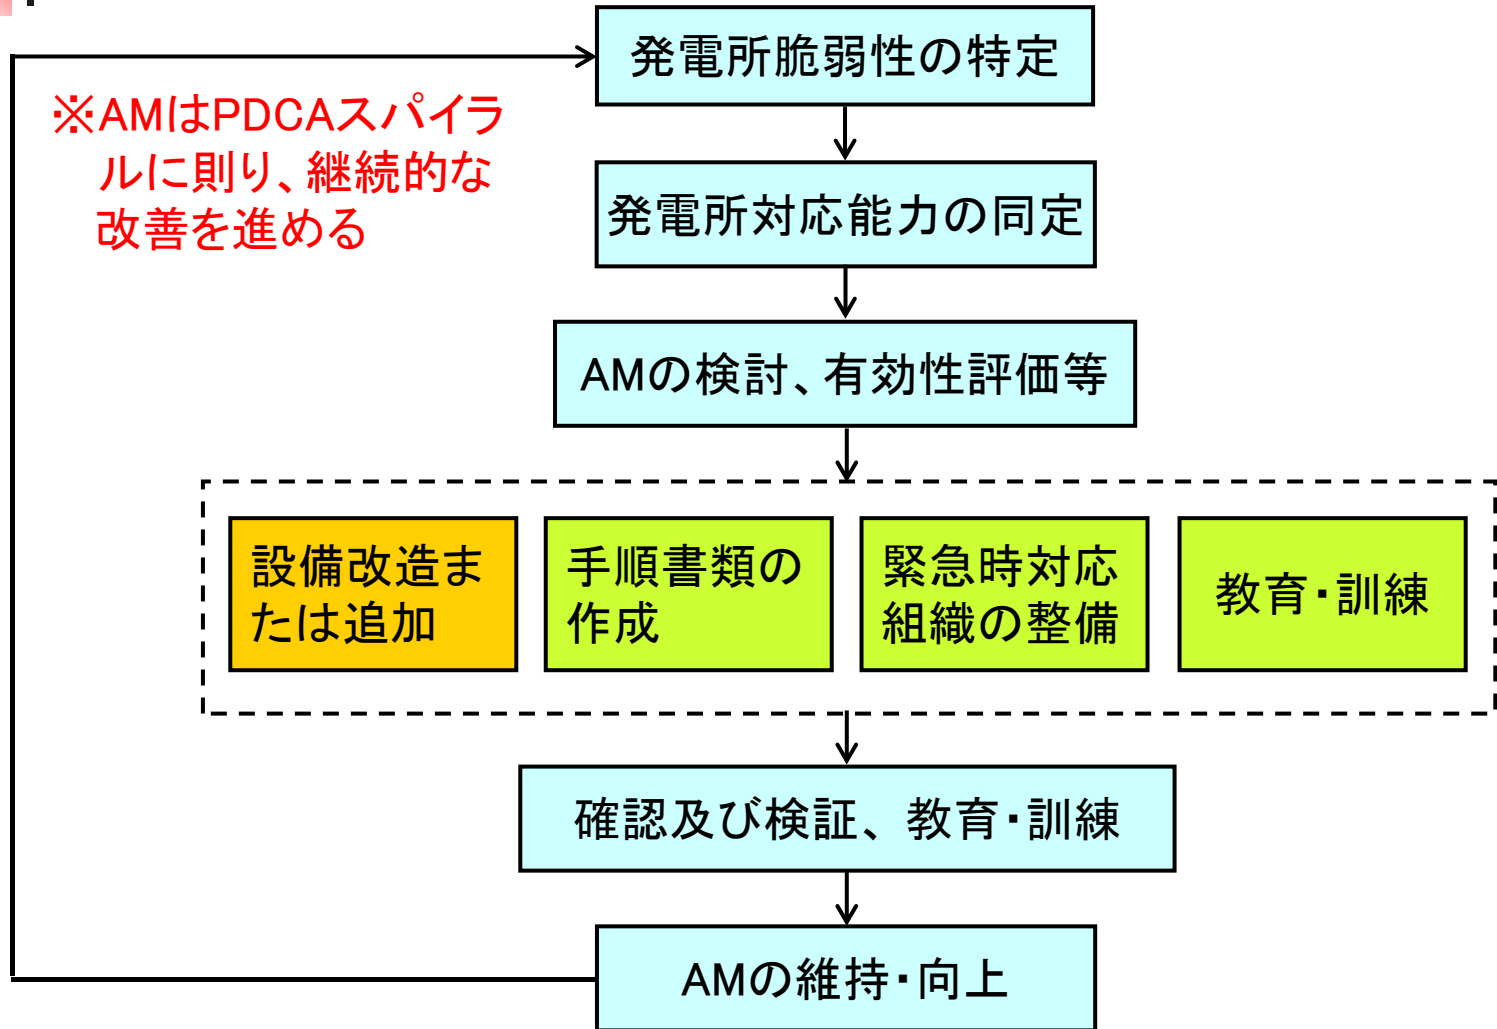 発電所脆弱性の特定
※AMはPDCAスパイラ
ルに則り、継続的な
改善を進める
発電所対応能力の同定
AMの検討、有効性評価等
設備改造ま
たは追加
手順書類の
作成
緊急時対応
組織の整備
教育・訓練
確認及び検証、教育・訓練
AMの維持・向上